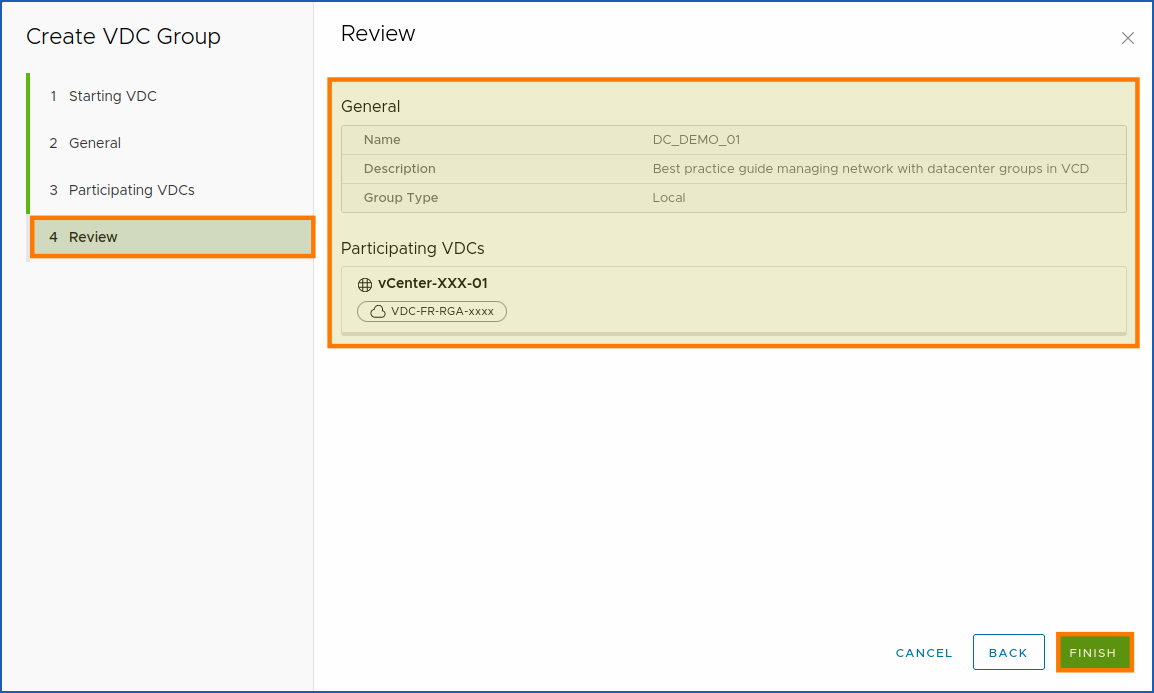 Create VDC Group
1 Starting VDC
2 General
3 Participating VDCs
4 Review
Review
General
Name DC_DEMO_01
Description Best practice guide managing network with datacenter groups in VCD
Group Type Local
Participating VDCs
vCenter-XXX-01
VDC-FR-RGA-xxxx
CANCEL BACK FINISH